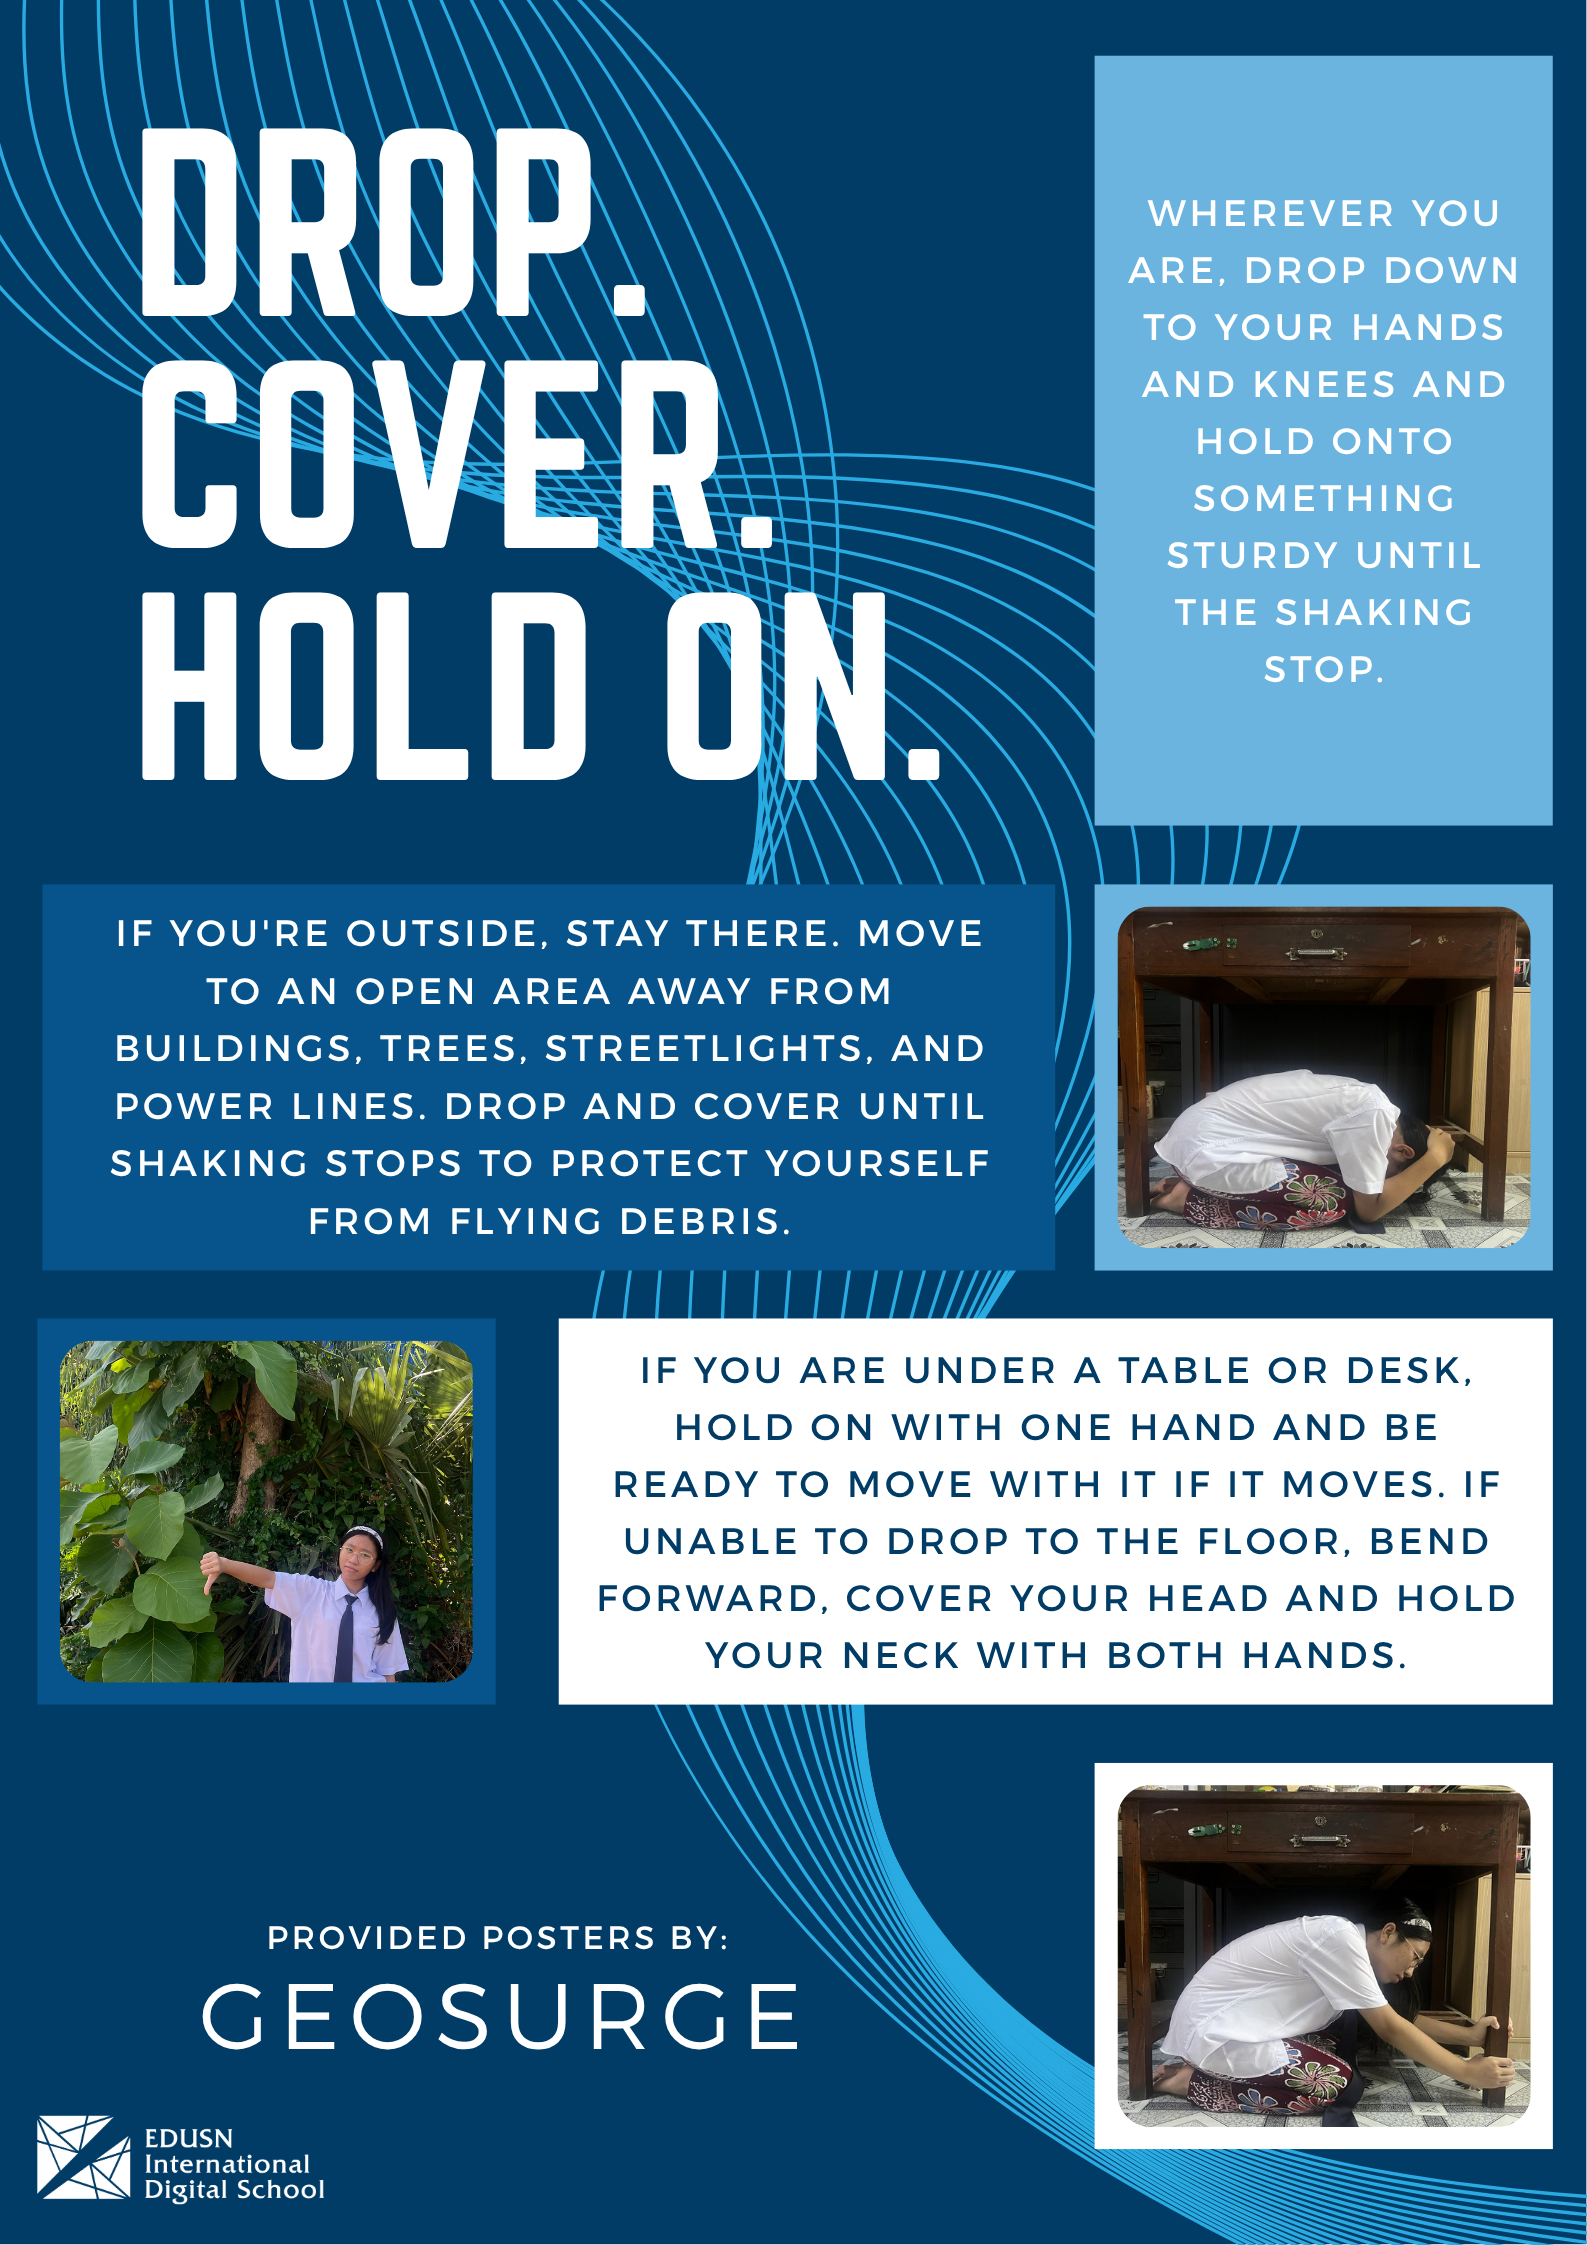 DROP.
COVER.
HOLD ON.
WHEREVER YOU
ARE, DROP DOWN
TO YOUR HANDS
AND KNEES AND
HOLD ONTO
SOMETHING
STURDY UNTIL
THE SHAKING
STOP.
IF YOU'RE OUTSIDE, STAY THERE. MOVE
TO AN OPEN AREA AWAY FROM
BUILDINGS, TREES, STREETLIGHTS, AND
POWER LINES. DROP AND COVER UNTIL
SHAKING STOPS TO PROTECT YOURSELF
FROM FLYING DEBRIS.
IF YOU ARE UNDER A TABLE OR DESK,
HOLD ON WITH ONE HAND AND BE
READY TO MOVE WITH IT IF IT MOVES. IF
UNABLE TO DROP TO THE FLOOR, BEND
FORWARD, COVER YOUR HEAD AND HOLD
YOUR NECK WITH BOTH HANDS.
PROVIDED POSTERS BY:
GEOSURGE
EDUSN
International
Digital School